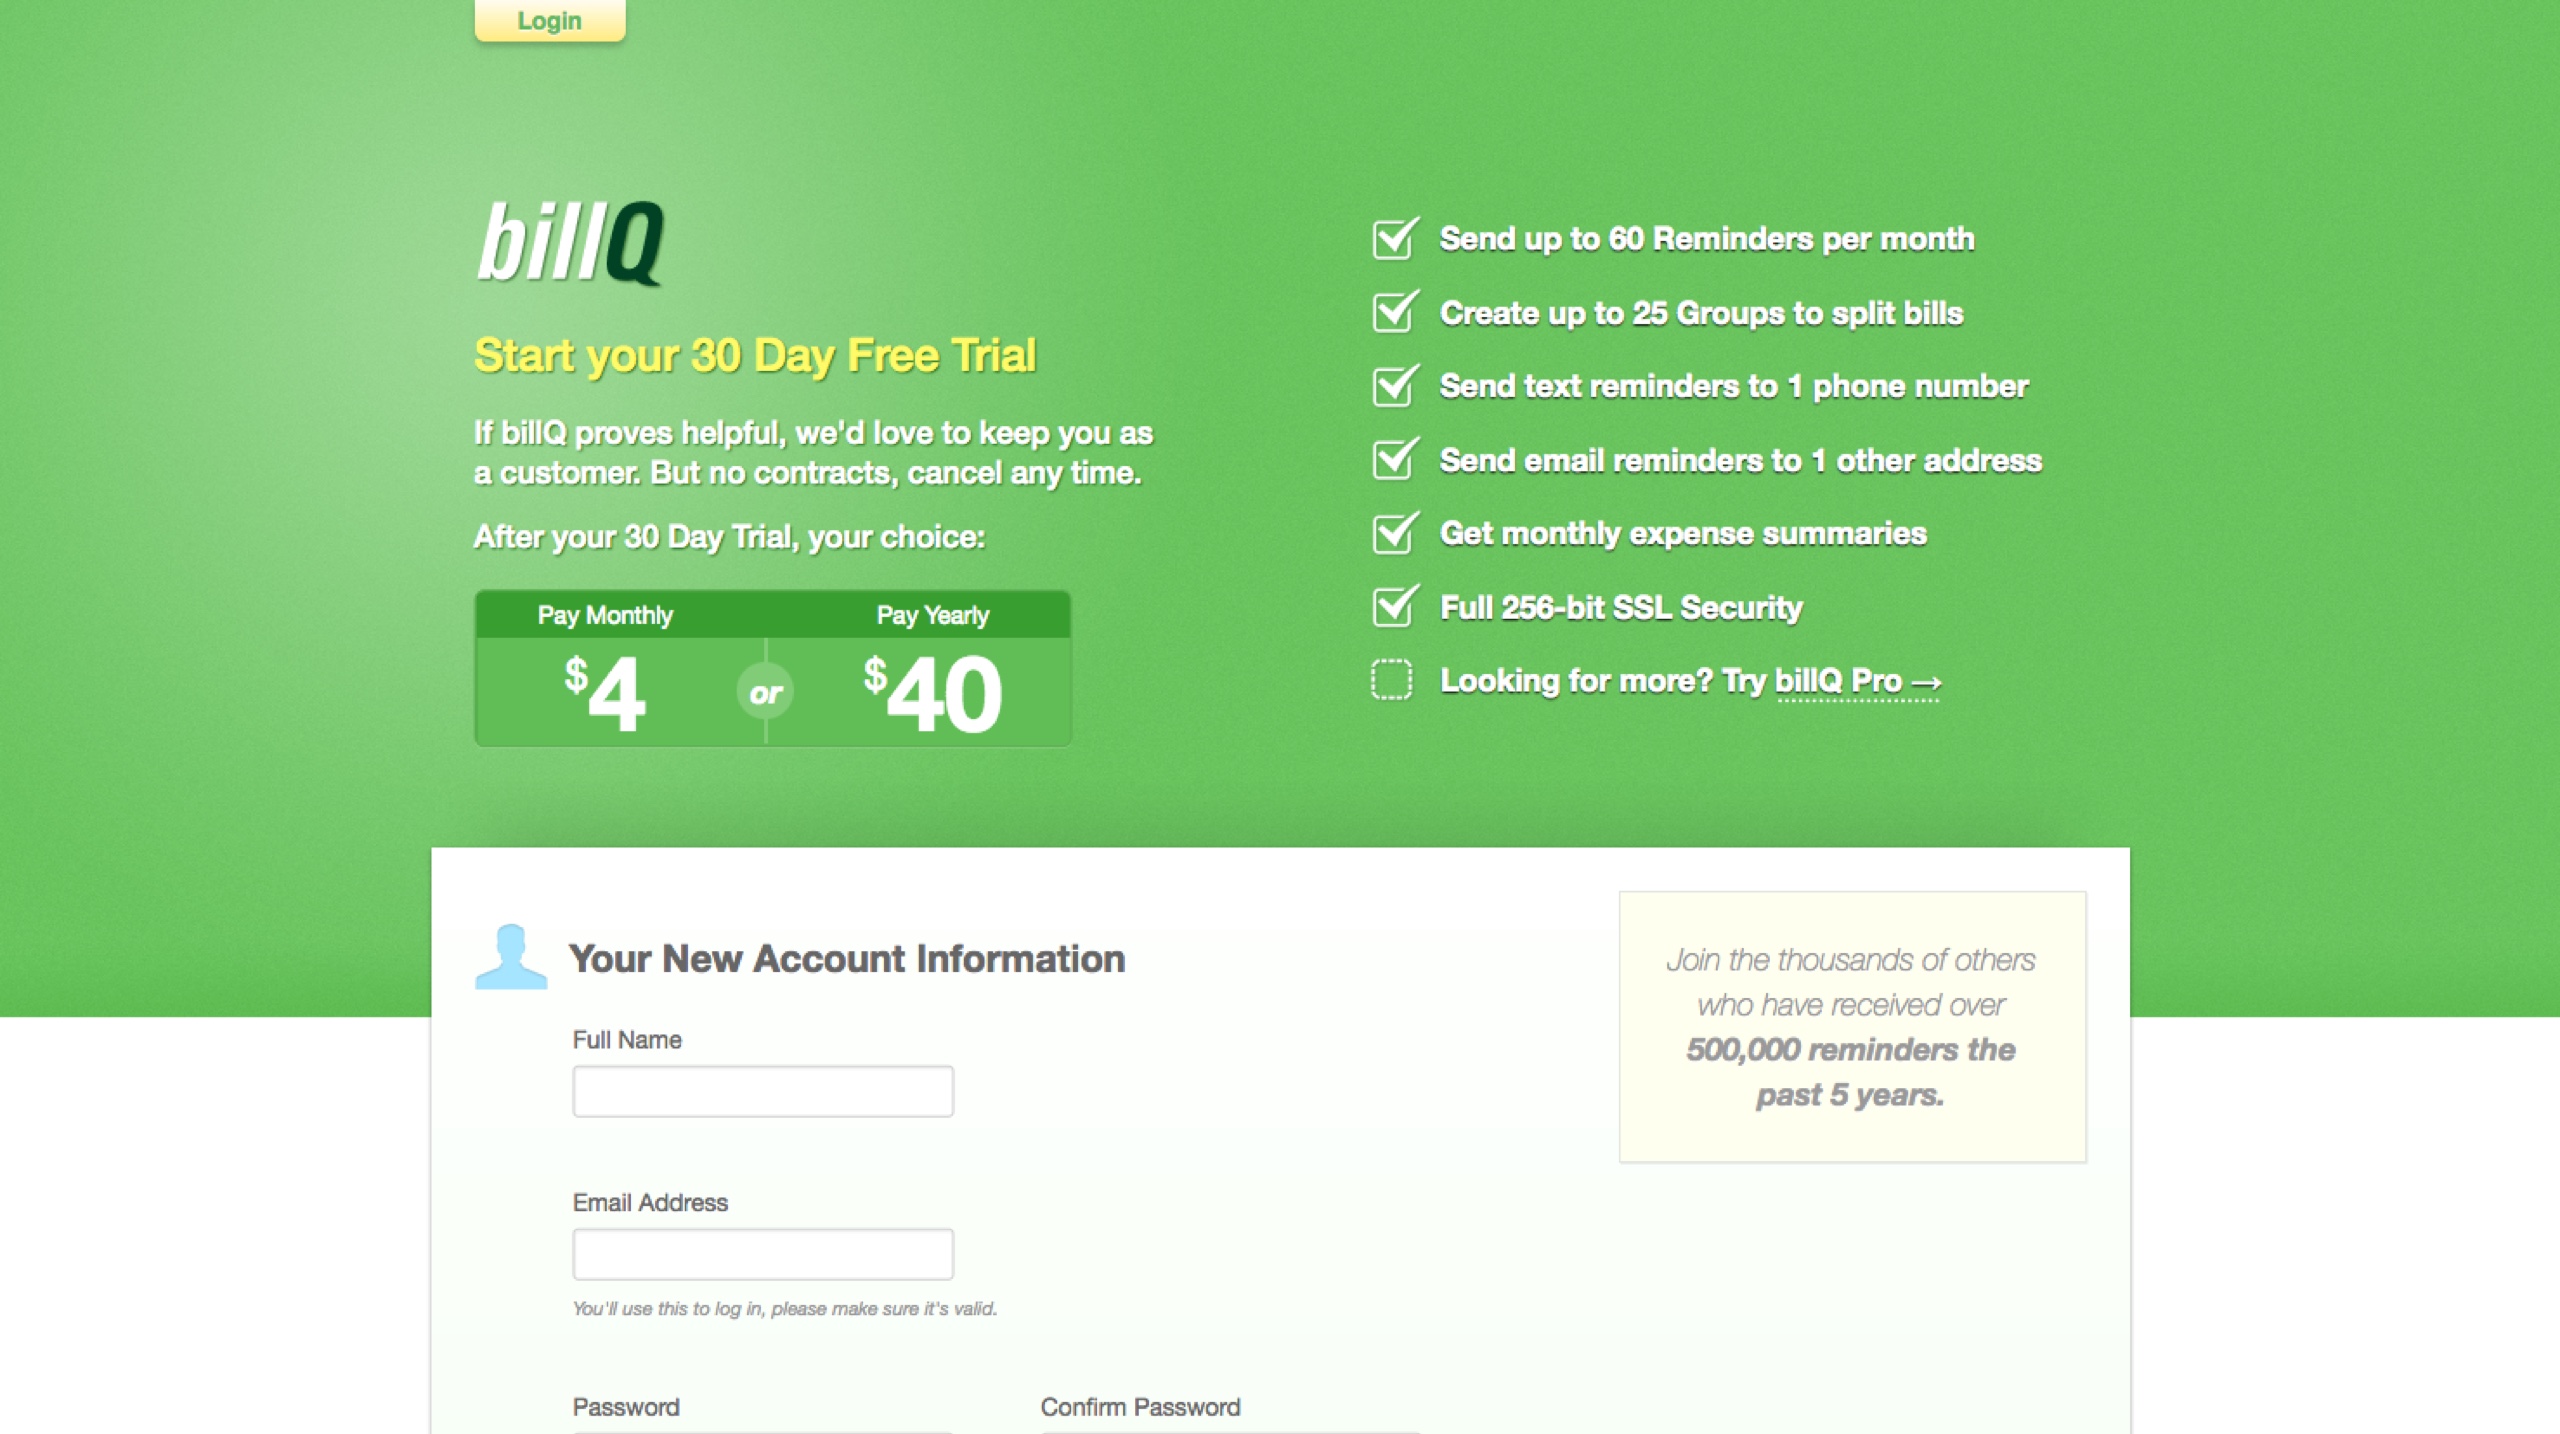 Login
billQ
Start your 30 Day Free Trial
If billQ proves helpful, we'd love to keep you as
a customer. But no contracts, cancel any time.
After your 30 Day Trial, your choice:
Pay Monthly
Pay Yearly
$4
or
$40
Send up to 60 Reminders per month
Create up to 25 Groups to split bills
Send text reminders to 1 phone number
Send email reminders to 1 other address
Get monthly expense summaries
Full 256-bit SSL Security
Looking for more? Try billQ Pro →
Your New Account Information
Full Name
Email Address
You'll use this to log in, please make sure it's valid.
Password
Confirm Password
Join the thousands of others
who have received over
500,000 reminders the
past 5 years.